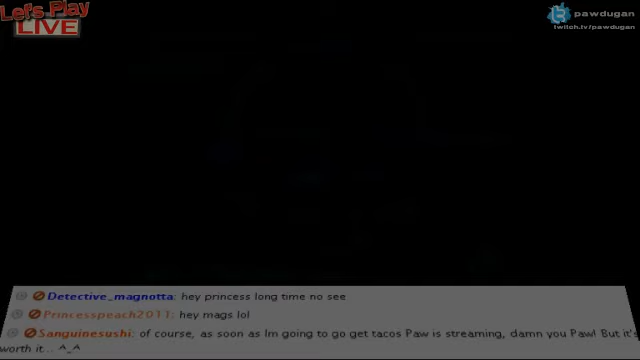 Let's Play
LIVE
pawdugan
twitch.tv/pawdugan
Detective_magnotta: hey princess long time no see
Princesspeach2011: hey mags lol
Sanguinesushi: of course, as soon as Im going to go get tacos Paw is streaming, damn you Paw! But it's
worth it .. ^_^